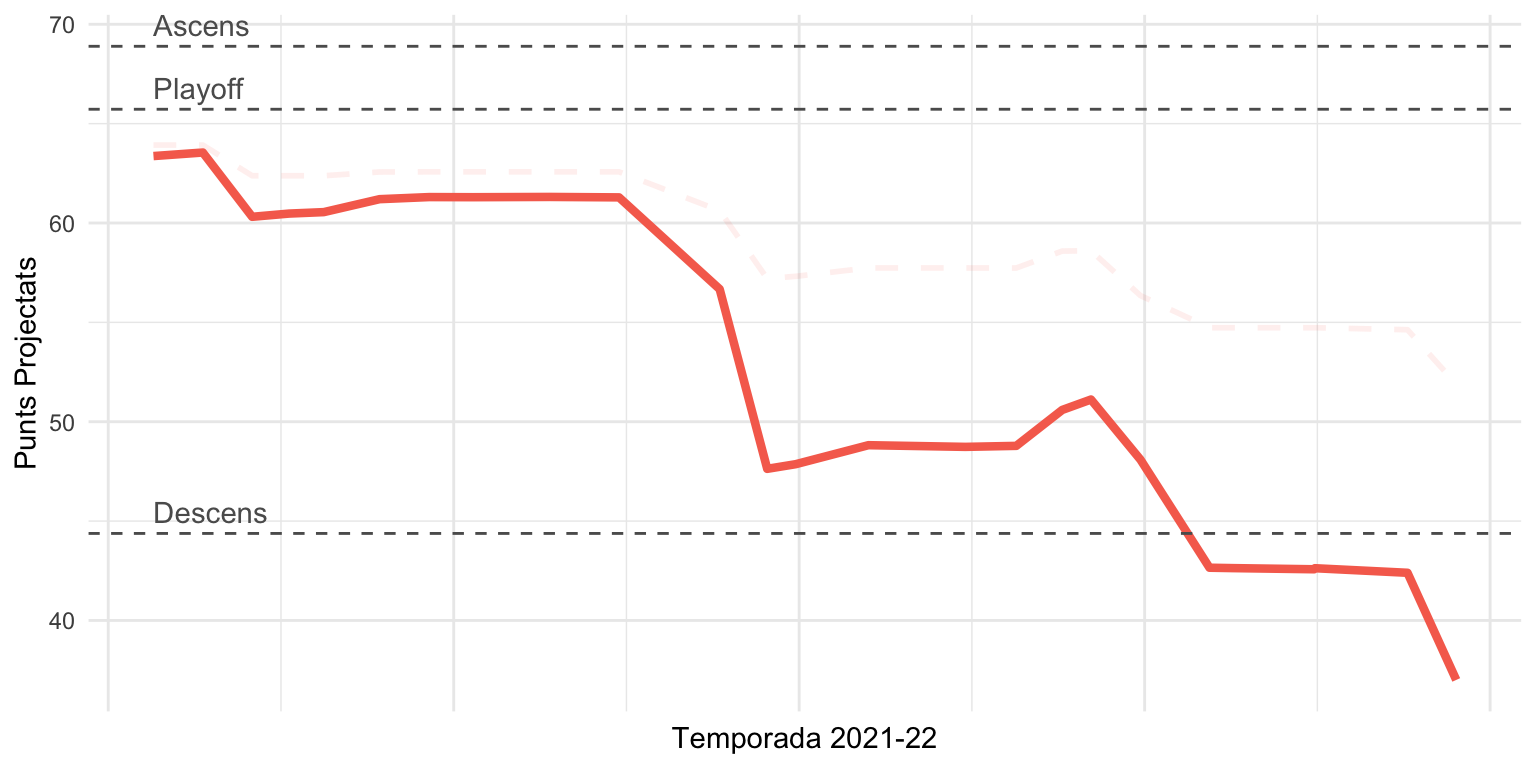 70
Ascens
Playoff
60
50
Descens
40
Punts Projectats
Temporada 2021-22